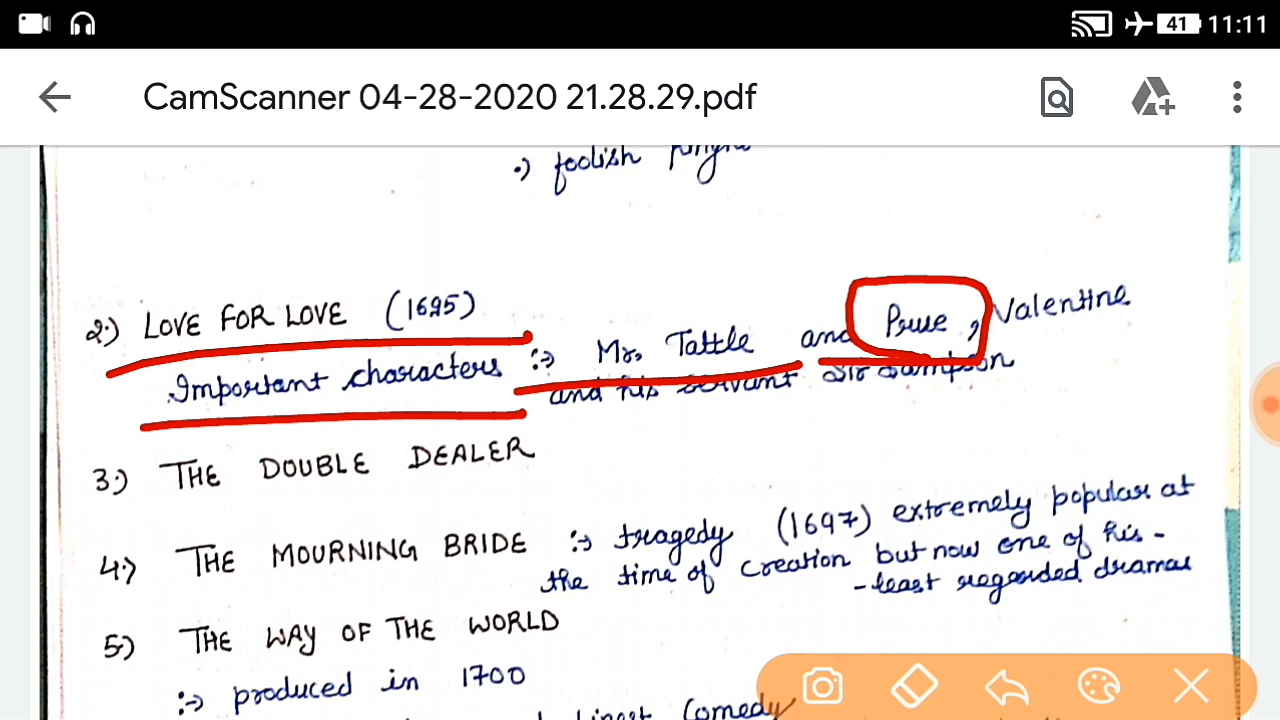 41 11:11
CamScanner 04-28-2020 21.28.29.pdf
•) foolish
2.) LOVE FOR LOVE (1695)
Important characters :→ Mr. Tattle and Prue, Valentine
and his servant Sir Sampson
3.) THE DOUBLE DEALER
4.) THE MOURNING BRIDE :→ tragedy (1697) extremely popular at
the time of creation but now one of his -
- least regarded dramas
5.) THE WAY OF THE WORLD
:→ produced in 1700
finest Comedy